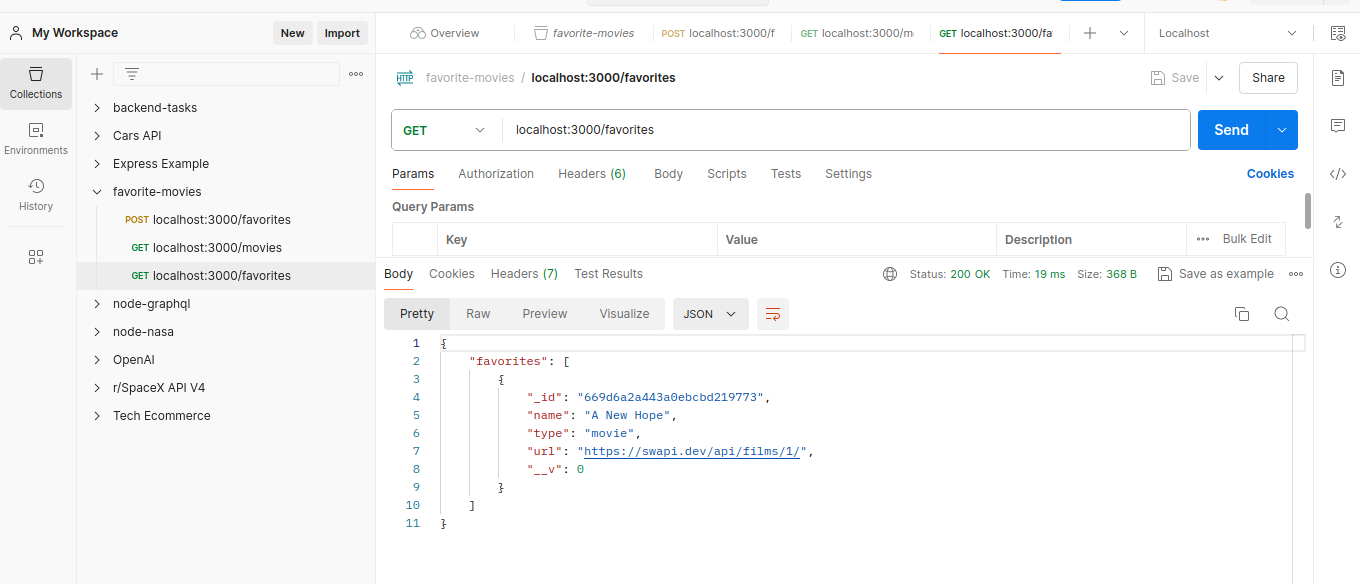 My Workspace
New
Import
Overview
favorite-movies
POST localhost:3000/f
GET localhost:3000/m
GET localhost:3000/fa
Localhost
Collections
Environments
History
backend-tasks
Cars API
Express Example
favorite-movies
POST localhost:3000/favorites
GET localhost:3000/movies
GET localhost:3000/favorites
node-graphql
node-nasa
OpenAI
r/SpaceX API V4
Tech Ecommerce
HTTP favorite-movies / localhost:3000/favorites
Save
Share
GET localhost:3000/favorites
Send
Params Authorization Headers (6) Body Scripts Tests Settings
Cookies
Query Params
Key Value Description
Bulk Edit
Body Cookies Headers (7) Test Results
Status: 200 OK Time: 19 ms Size: 368 B
Save as example
Pretty Raw Preview Visualize JSON
1 {
2 "favorites": [
3 {
4 "_id": "669d6a2a443a0ebcbd219773",
5 "name": "A New Hope",
6 "type": "movie",
7 "url": "https://swapi.dev/api/films/1/",
8 "__v": 0
9 }
10 ]
11 }